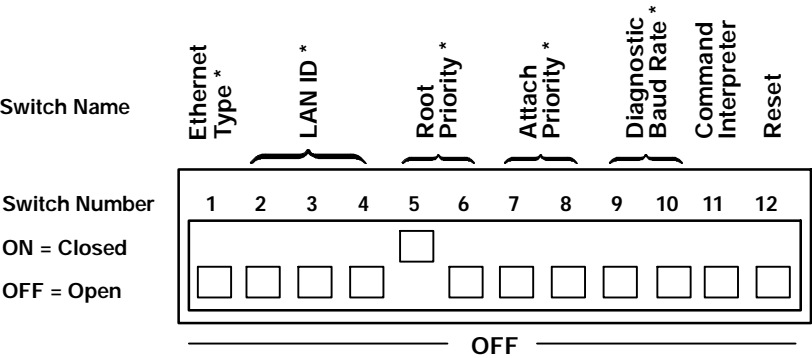 Switch Name
Ethernet
Type *
LAN ID *
Root
Priority *
Attach
Priority *
Diagnostic
Baud Rate *
Command
Interpreter
Reset
Switch Number 1 2 3 4 5 6 7 8 9 10 11 12
ON = Closed
OFF = Open
OFF